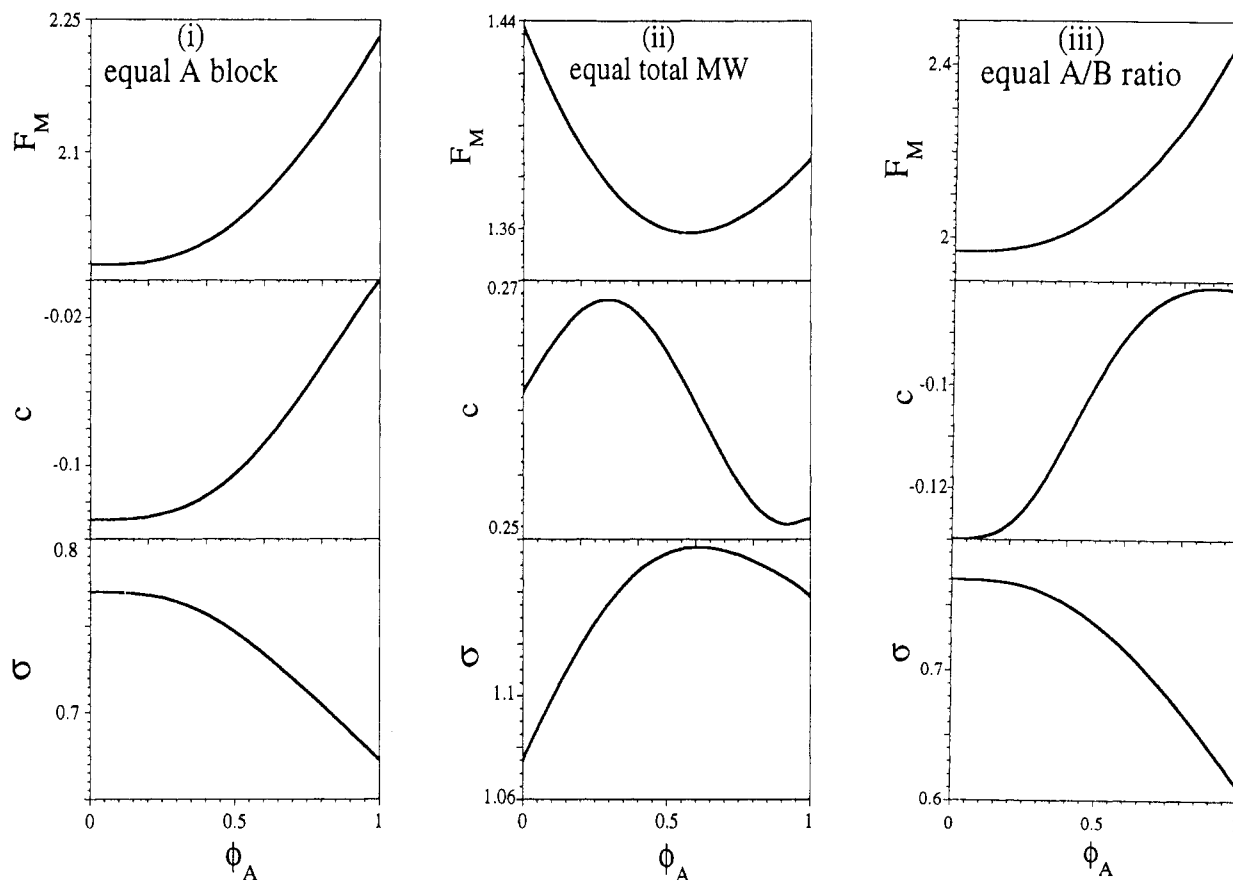 2.25
(i)
equal A block
F_M
2.1
-0.02
c
-0.1
0.8
σ
0.7
0
0.5
1
ϕ_A
1.44
(ii)
equal total MW
F_M
1.36
0.27
c
0.25
σ
1.1
1.06
0
0.5
1
ϕ_A
(iii)
2.4
equal A/B ratio
F_M
2
-0.1
c
-0.12
σ
0.7
0.6
0
0.5
1
ϕ_A